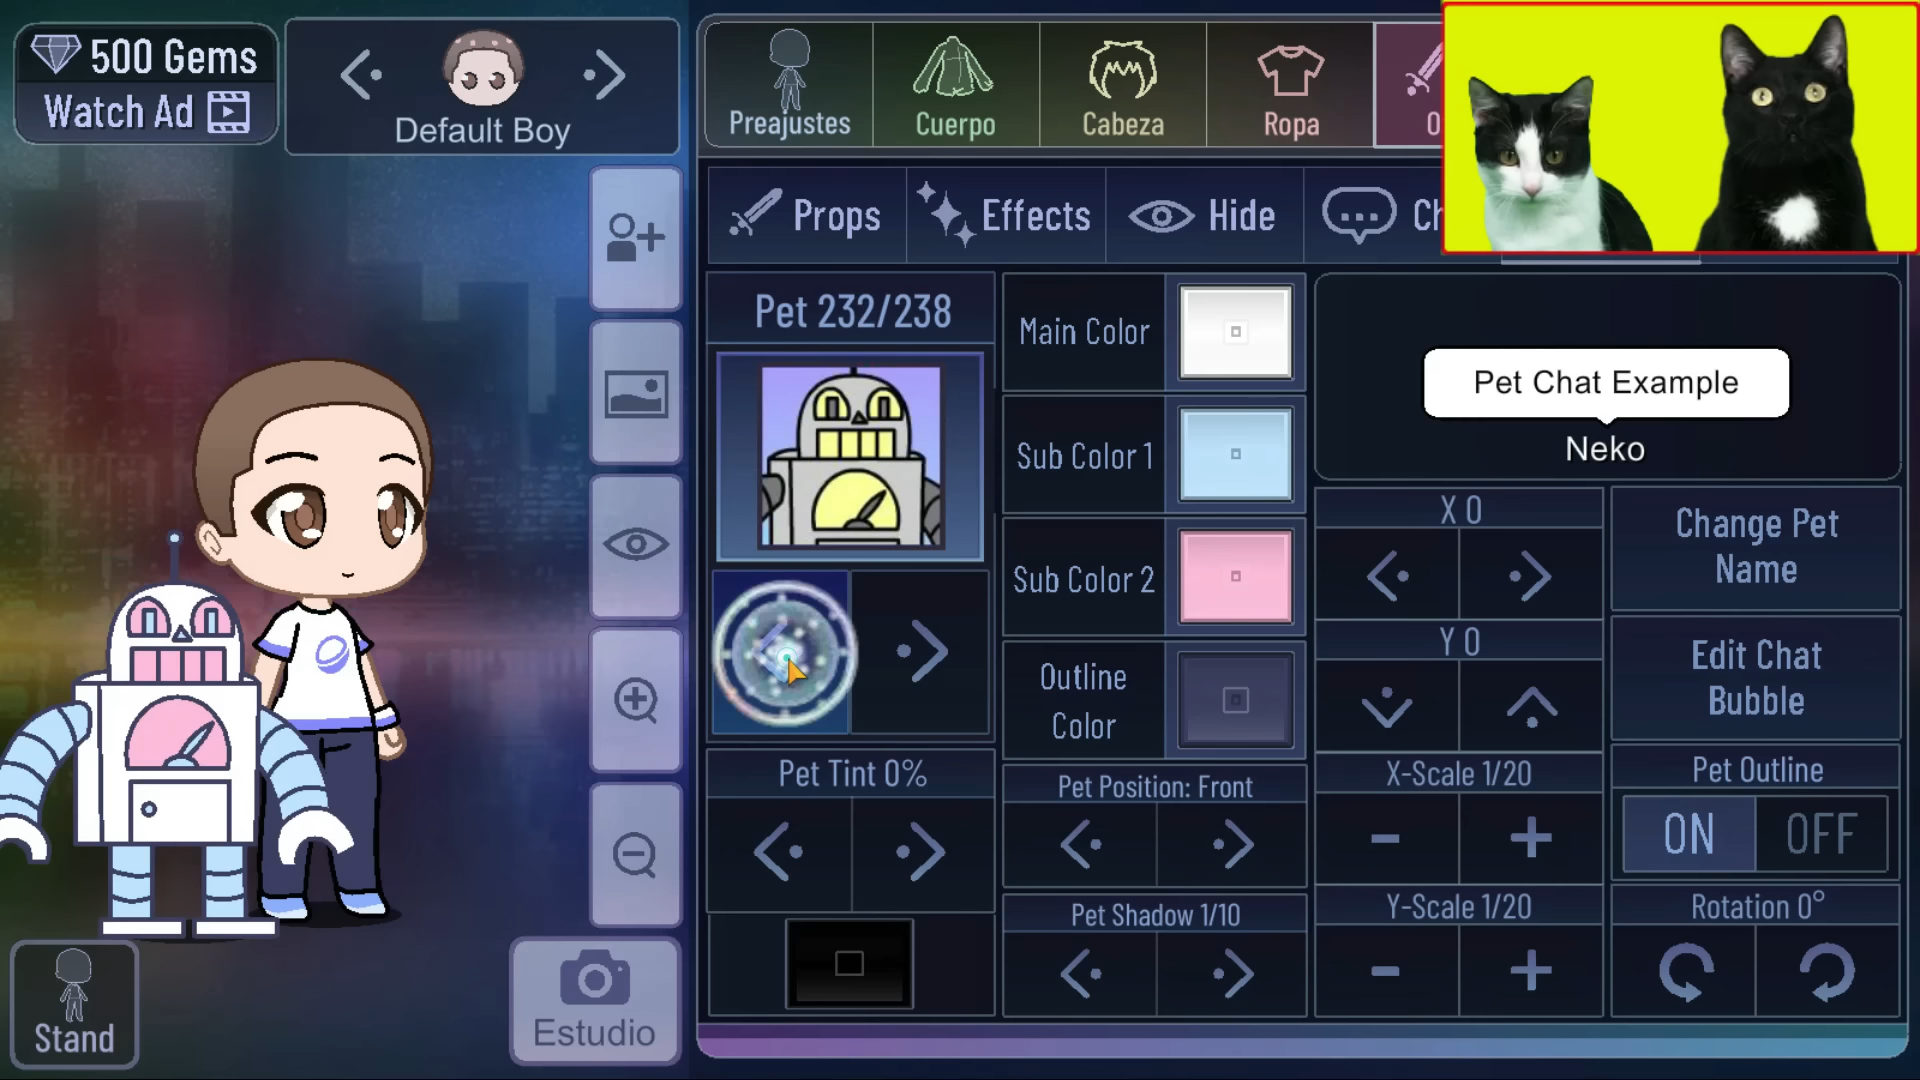 500 Gems
Watch Ad
Default Boy
Preajustes
Cuerpo
Cabeza
Ropa
Props
Effects
Hide
Pet 232/238
Main Color
Sub Color 1
Sub Color 2
Outline
Color
Pet Chat Example
Neko
X 0
Y 0
Change Pet
Name
Edit Chat
Bubble
Pet Tint 0%
Pet Position: Front
Pet Shadow 1/10
X-Scale 1/20
Y-Scale 1/20
Pet Outline
ON OFF
Rotation 0°
Stand
Estudio